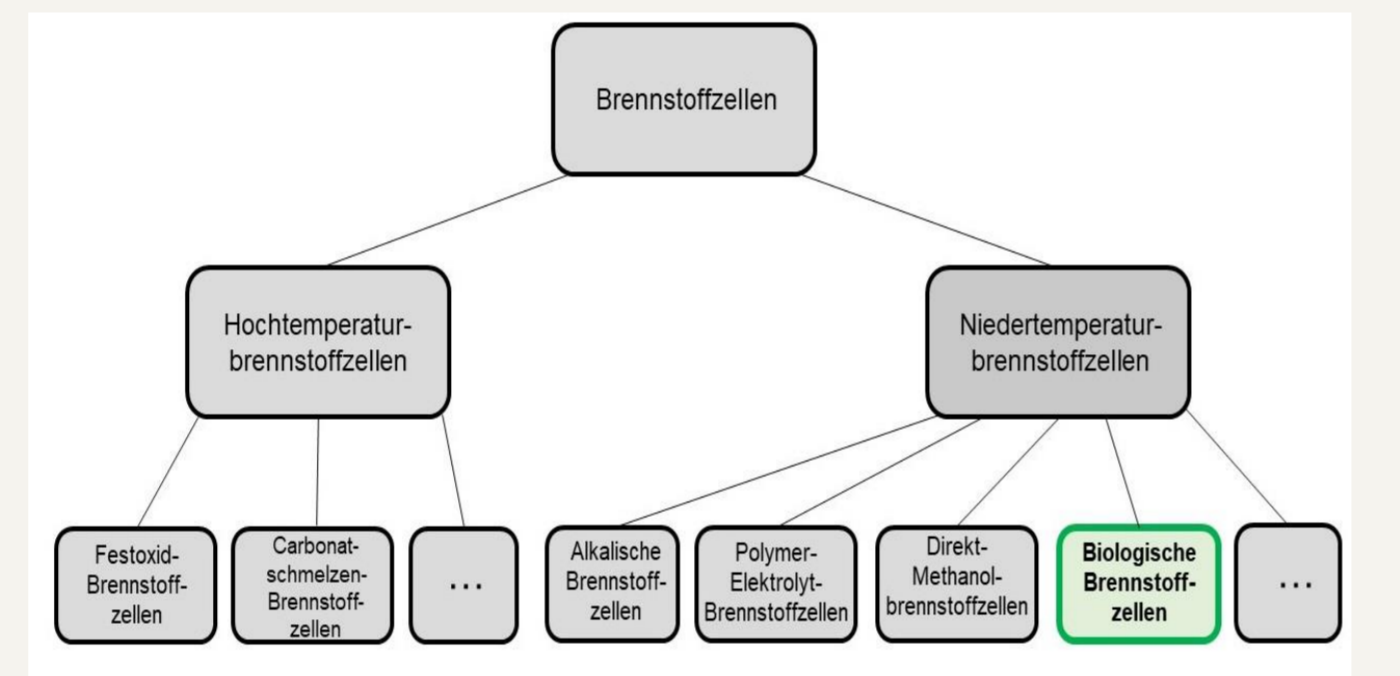 Brennstoffzellen
Hochtemperatur-
brennstoffzellen
Niedertemperatur-
brennstoffzellen
Festoxid-
Brennstoff-
zellen
Carbonat-
schmelzen-
Brennstoff-
zellen
...
Alkalische
Brennstoff-
zellen
Polymer-
Elektrolyt-
Brennstoffzellen
Direkt-
Methanol-
brennstoffzellen
Biologische
Brennstoff-
zellen
...